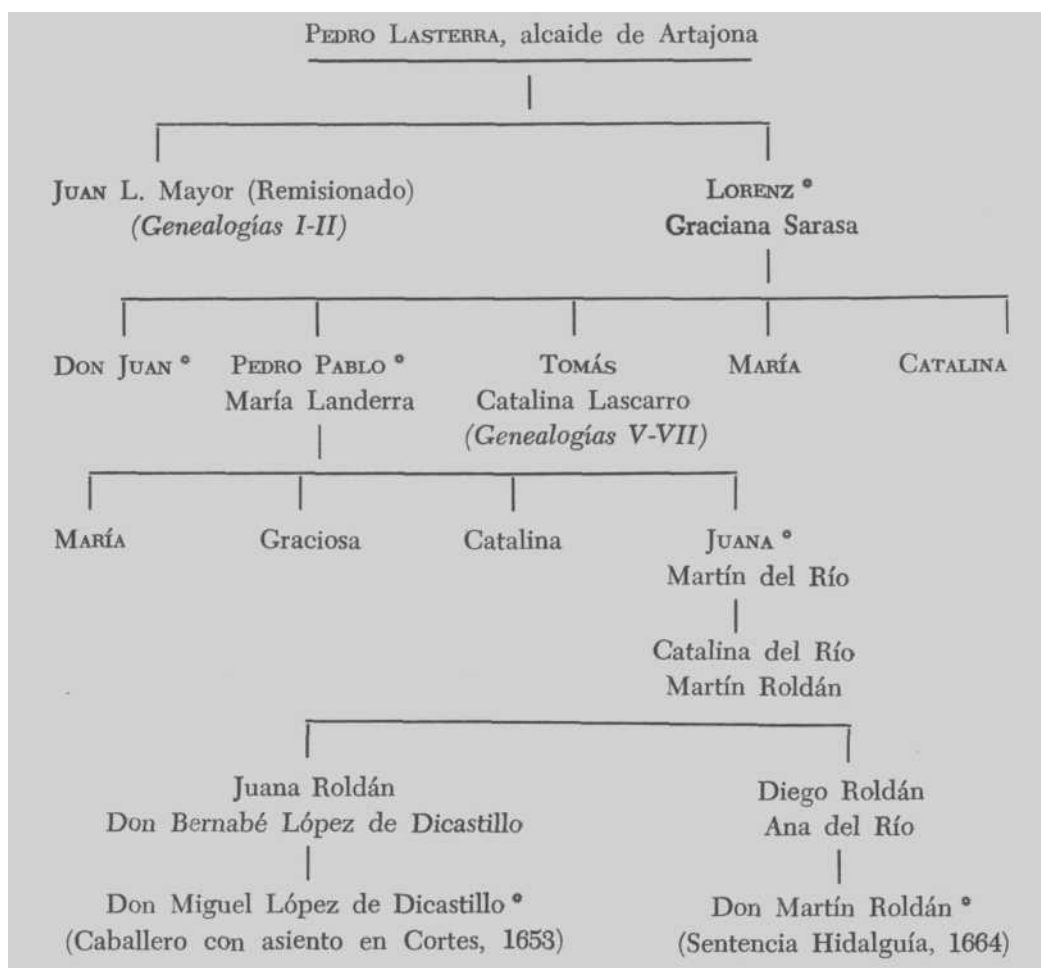 PEDRO LASTERRA, alcaide de Artajona
JUAN L. Mayor (Remisionado)
(Genealogías I-II)
LORENZ *
Graciana Sarasa
DON JUAN *
PEDRO PABLO *
María Landerra
TOMÁS
Catalina Lascarro
(Genealogías V-VII)
MARÍA
CATALINA
MARÍA
Graciosa
Catalina
JUANA *
Martín del Río
Catalina del Río
Martín Roldán
Juana Roldán
Don Bernabé López de Dicastillo
Diego Roldán
Ana del Río
Don Miguel López de Dicastillo *
(Caballero con asiento en Cortes, 1653)
Don Martín Roldán *
(Sentencia Hidalguía, 1664)